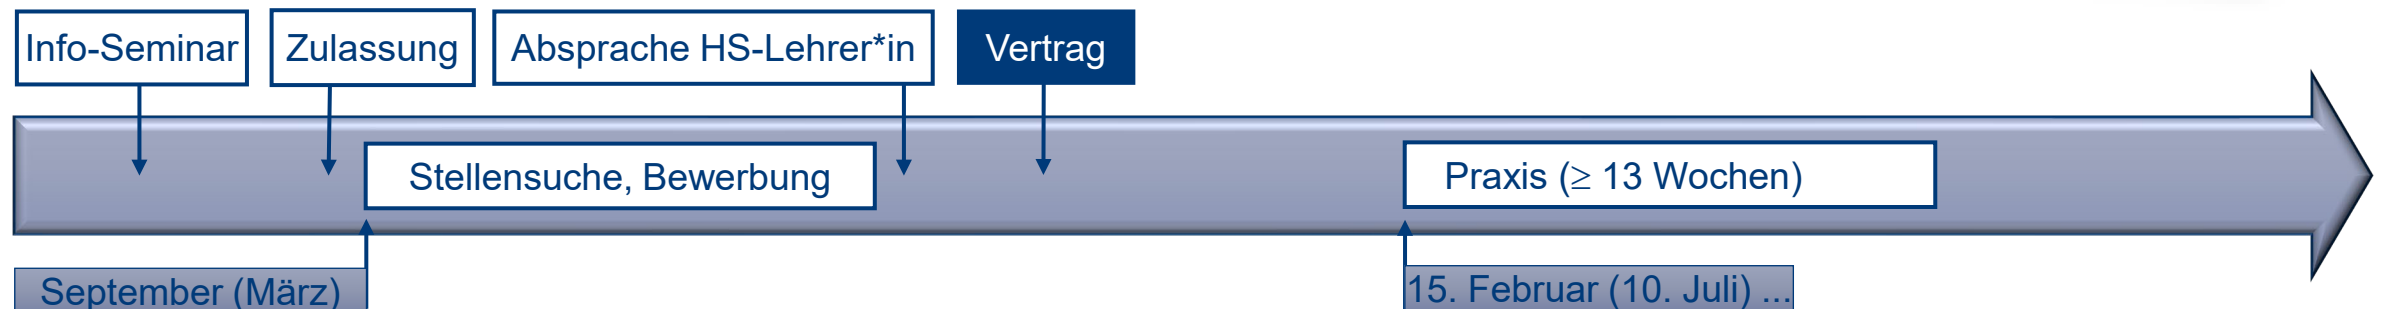 Info-Seminar
Zulassung
Absprache HS-Lehrer*in
Vertrag
Stellensuche, Bewerbung
Praxis (≥ 13 Wochen)
September (März)
15. Februar (10. Juli) ...